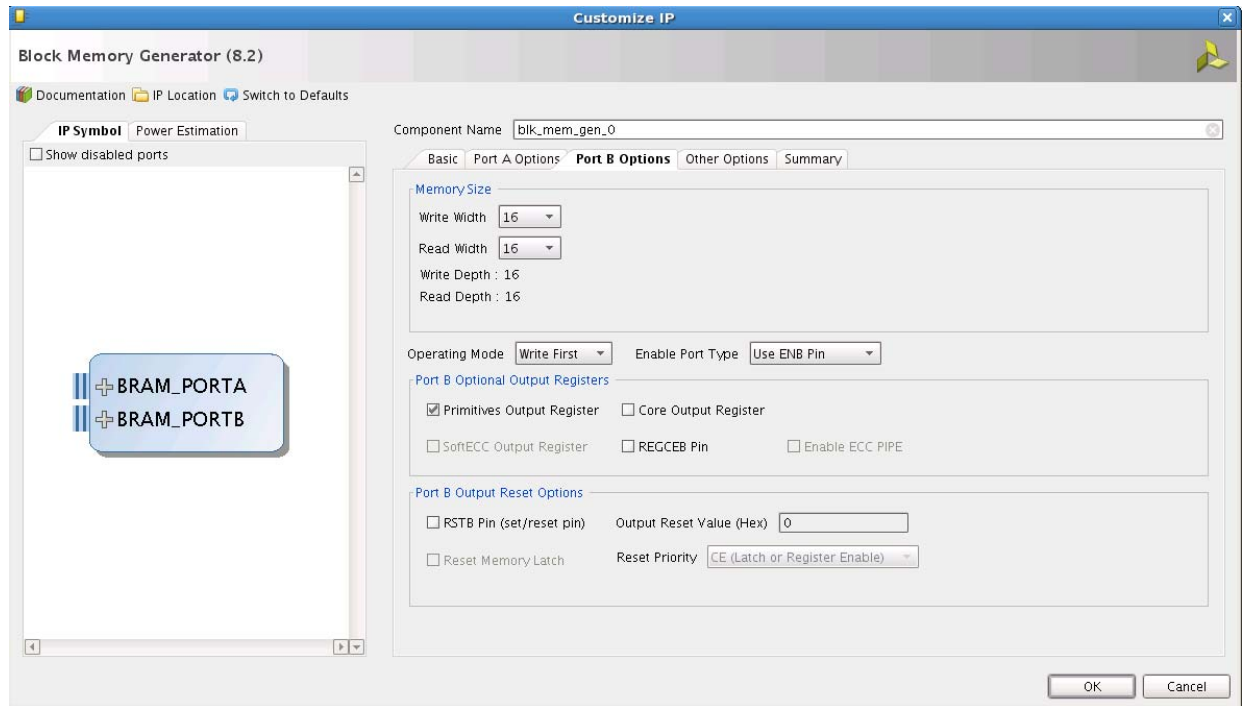 Customize IP
Block Memory Generator (8.2)
Documentation IP Location Switch to Defaults
IP Symbol Power Estimation
Show disabled ports
BRAM_PORTA
BRAM_PORTB
Component Name blk_mem_gen_0
Basic Port A Options Port B Options Other Options Summary
Memory Size
Write Width 16
Read Width 16
Write Depth : 16
Read Depth : 16
Operating Mode Write First Enable Port Type Use ENB Pin
Port B Optional Output Registers
Primitives Output Register Core Output Register
SoftECC Output Register REGCEB Pin Enable ECC PIPE
Port B Output Reset Options
RSTB Pin (set/reset pin) Output Reset Value (Hex) 0
Reset Memory Latch Reset Priority CE (Latch or Register Enable)
OK Cancel